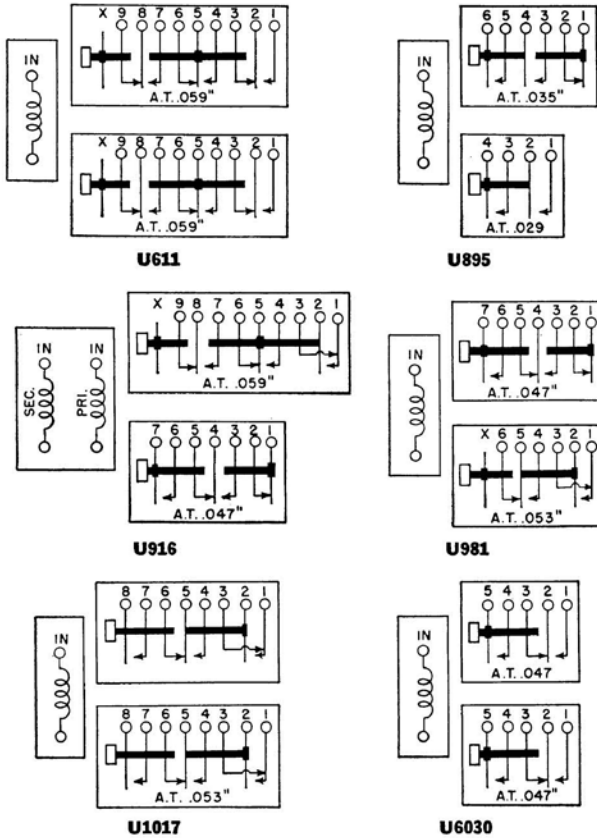 IN
X 9 8 7 6 5 4 3 2 1
A.T. .059"
X 9 8 7 6 5 4 3 2 1
A.T. .059"
U611
IN
6 5 4 3 2 1
A.T. .035"
4 3 2 1
A.T. .029
U895
SEC. IN
PRI. IN
X 9 8 7 6 5 4 3 2 1
A.T. .059"
7 6 5 4 3 2 1
A.T. .047"
U916
IN
7 6 5 4 3 2 1
A.T. .047"
X 6 5 4 3 2 1
A.T. .053"
U981
IN
8 7 6 5 4 3 2 1
8 7 6 5 4 3 2 1
A.T. .053"
U1017
IN
5 4 3 2 1
A.T. .047
5 4 3 2 1
A.T. .047"
U6030